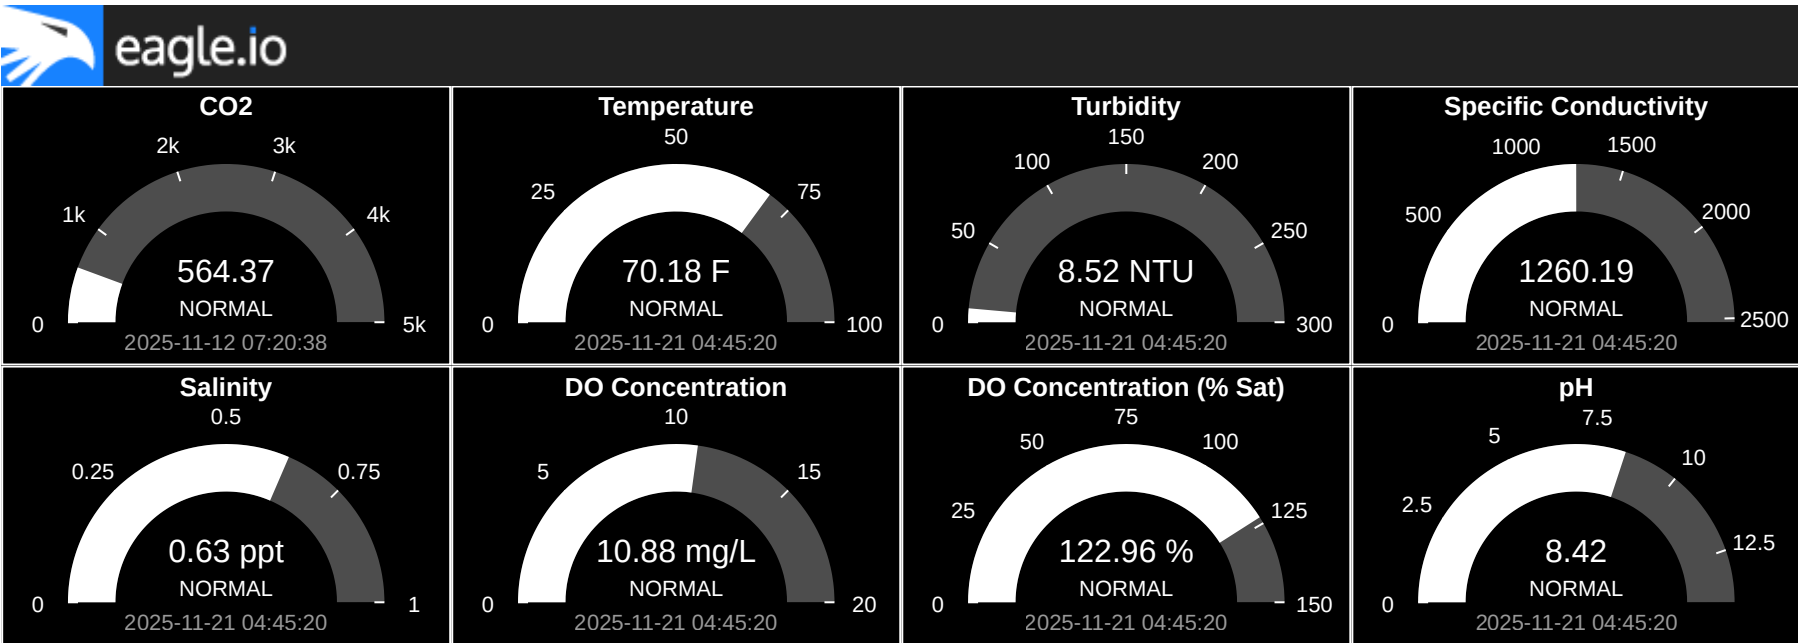 eagle.io
CO2
2k
3k
1k
4k
564.37
NORMAL
0
5k
2025-11-12 07:20:38
Temperature
50
25
75
70.18 F
NORMAL
0
100
2025-11-21 04:45:20
Turbidity
150
100
200
50
250
8.52 NTU
NORMAL
0
300
2025-11-21 04:45:20
Specific Conductivity
1000
1500
500
2000
1260.19
NORMAL
0
2500
2025-11-21 04:45:20
Salinity
0.5
0.25
0.75
0.63 ppt
NORMAL
0
1
2025-11-21 04:45:20
DO Concentration
10
5
15
10.88 mg/L
NORMAL
0
20
2025-11-21 04:45:20
DO Concentration (% Sat)
75
50
100
25
125
122.96 %
NORMAL
0
150
2025-11-21 04:45:20
pH
7.5
5
10
2.5
12.5
8.42
NORMAL
0
2025-11-21 04:45:20